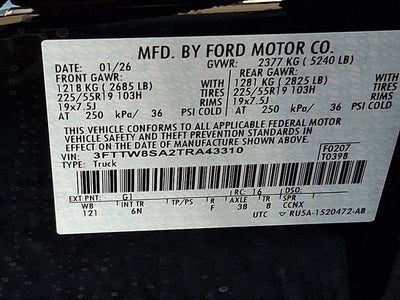 MFD. BY FORD MOTOR CO.
DATE: 01/26 GVWR: 2377 KG ( 5240 LB)
FRONT GAWR: REAR GAWR:
1218 KG ( 2685 LB) WITH 1281 KG ( 2825 LB) WITH
225/55R19 103H TIRES 225/55R19 103H TIRES
19x7.5J RIMS 19x7.5J RIMS
AT 250 kPa/ 36 PSI COLD AT 250 kPa/ 36 PSI COLD
THIS VEHICLE CONFORMS TO ALL APPLICABLE FEDERAL MOTOR
VEHICLE SAFETY AND THEFT PREVENTION STANDARDS IN
EFFECT ON THE DATE OF MANUFACTURE SHOWN ABOVE.
VIN: 3FTTW8SA2TRA43310 F0207
TYPE: Truck T0398
EXT PNT: G1 RC: 16 DSO:
WB INT TR TP/PS R AXLE TR SPR
121 6N F 38 8 CCNX
UTC RU5A-1520472-AB